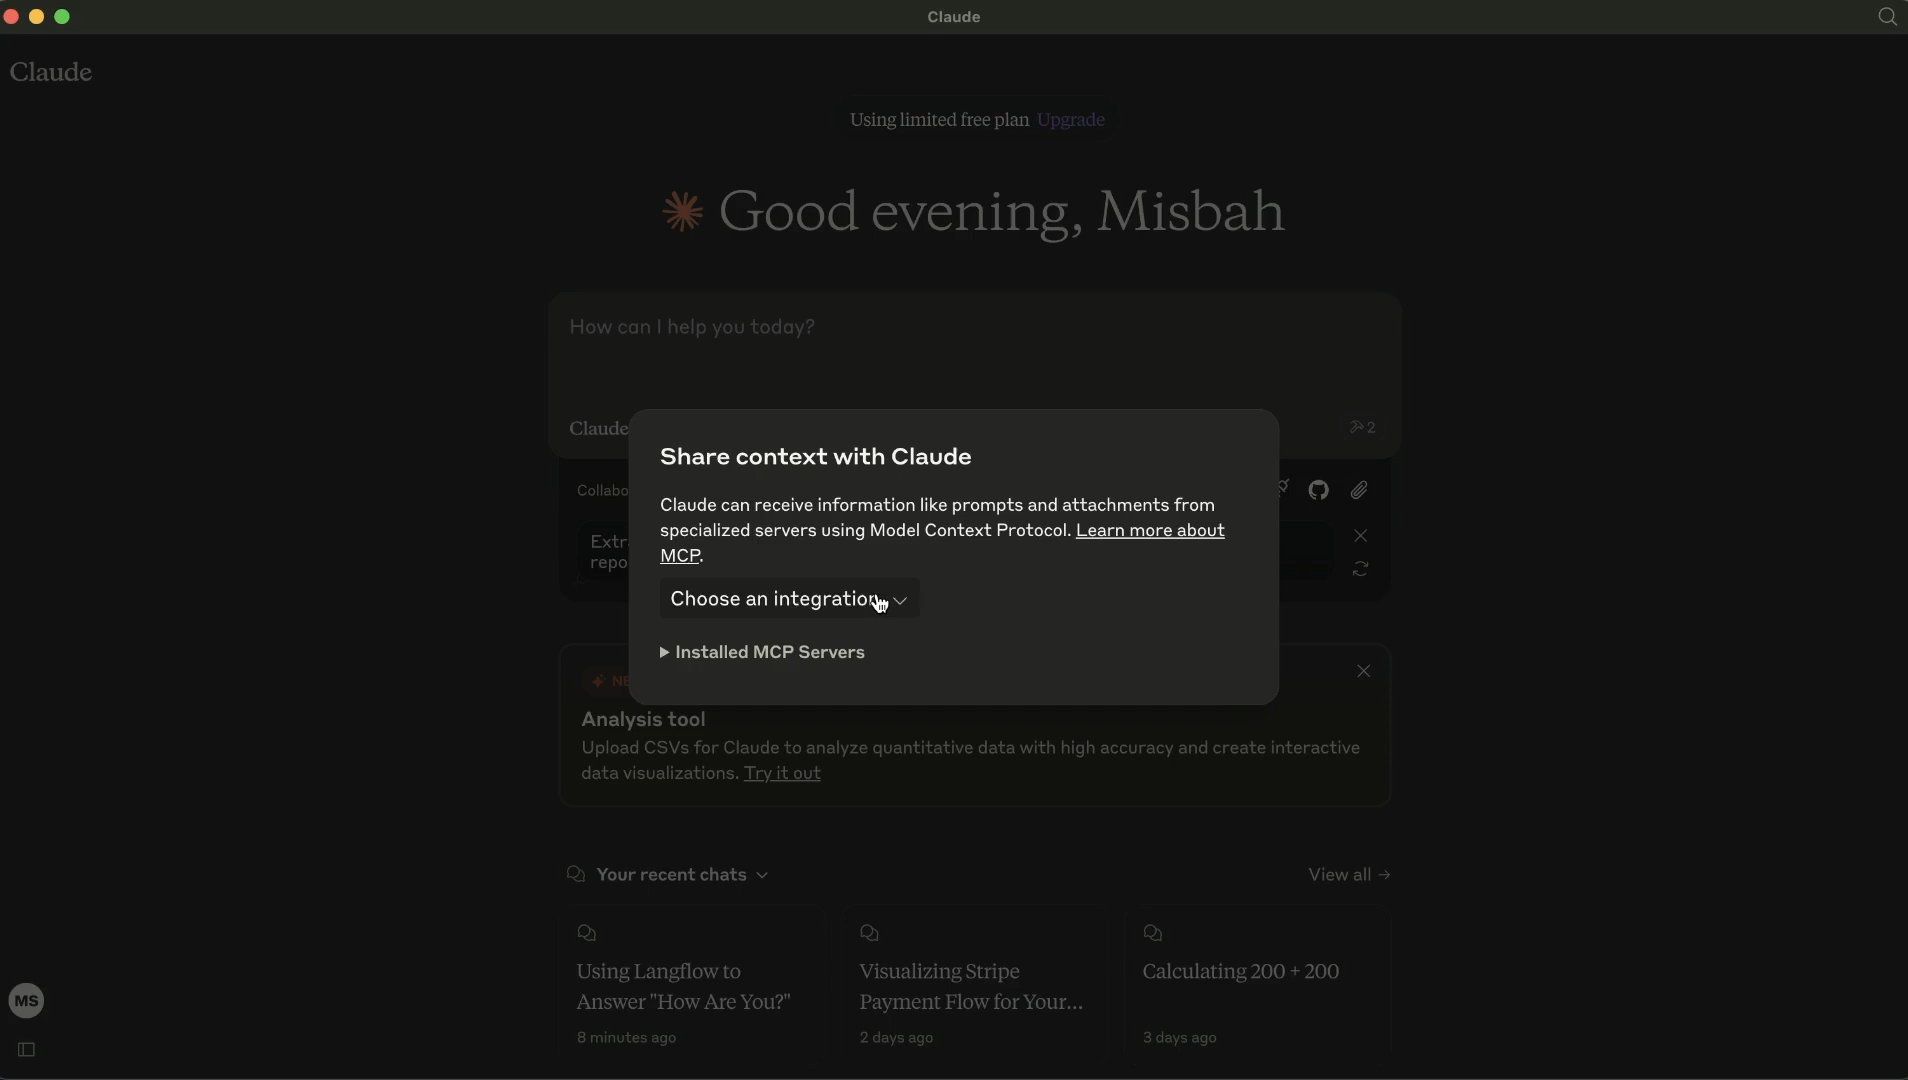 Claude
Claude
Using limited free plan Upgrade
Good evening, Misbah
How can I help you today?
Claude
2
Share context with Claude
Claude can receive information like prompts and attachments from
specialized servers using Model Context Protocol. Learn more about
MCP.
Choose an integration
Installed MCP Servers
Analysis tool
Upload CSVs for Claude to analyze quantitative data with high accuracy and create interactive
data visualizations. Try it out
Your recent chats
View all →
Using Langflow to
Answer "How Are You?"
8 minutes ago
Visualizing Stripe
Payment Flow for Your...
2 days ago
Calculating 200 + 200
3 days ago
MS